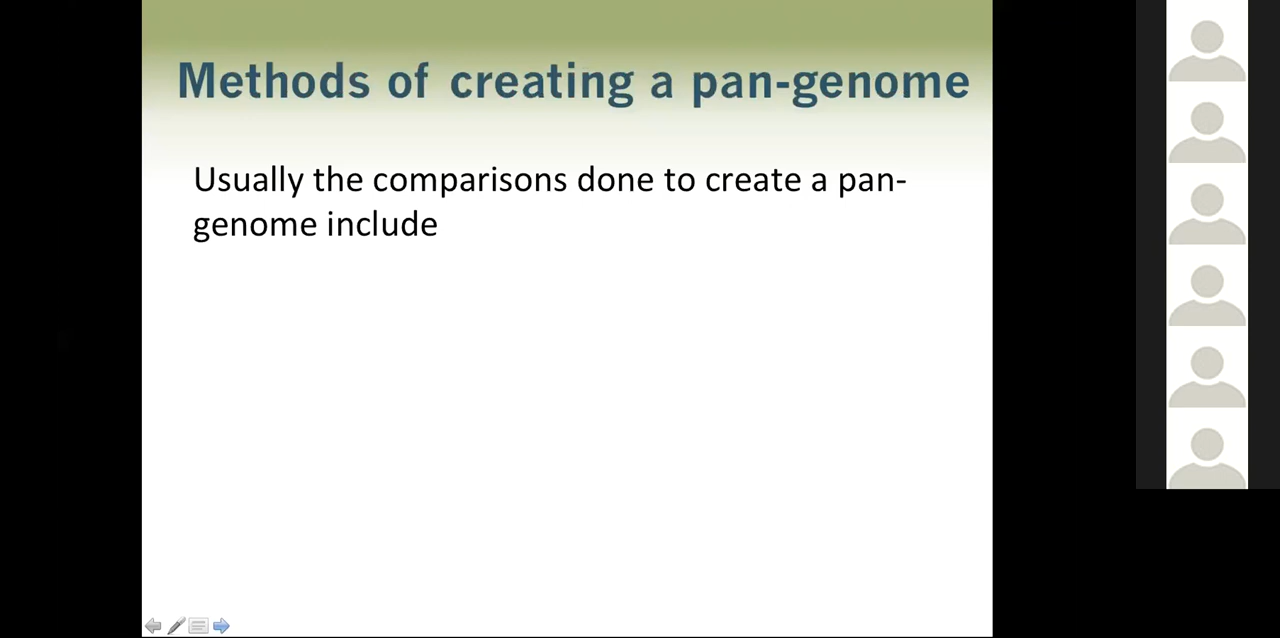 Methods of creating a pan-genome
Usually the comparisons done to create a pan-
genome include